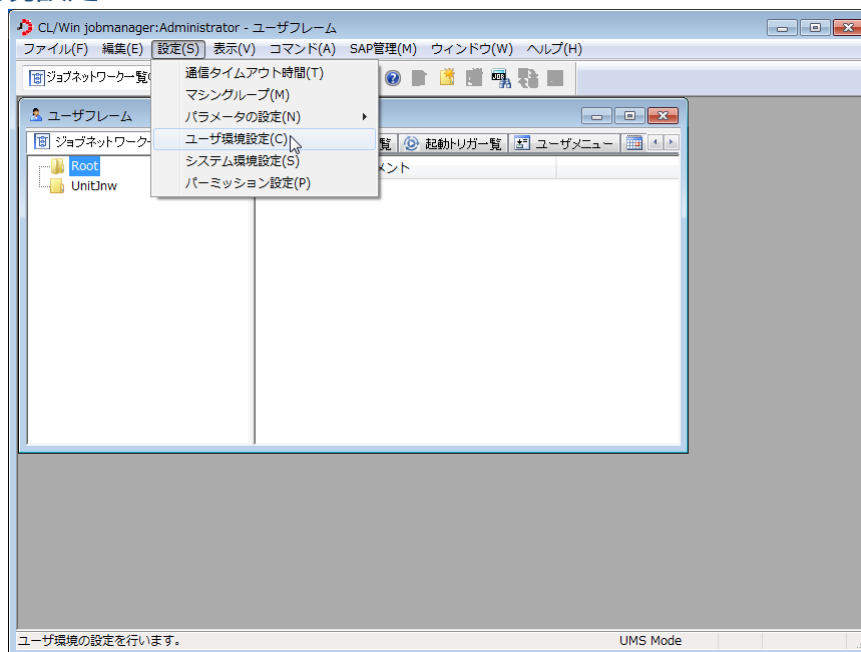 CL/Win jobmanager:Administrator - ユーザフレーム
ファイル(F) 編集(E) 設定(S) 表示(V) コマンド(A) SAP管理(M) ウィンドウ(W) ヘルプ(H)
ジョブネットワーク一覧
通信タイムアウト時間(T)
マシングループ(M)
パラメータの設定(N)
ユーザ環境設定(C)
システム環境設定(S)
パーミッション設定(P)
ユーザフレーム
ジョブネットワーク 覧 起動トリガ一覧 ユーザメニュー
Root メント
UnitJnw
ユーザ環境の設定を行います。 UMS Mode